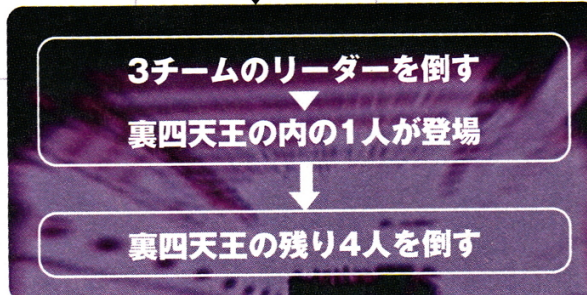 3チームのリーダーを倒す
裏四天王の内の1人が登場
裏四天王の残り4人を倒す